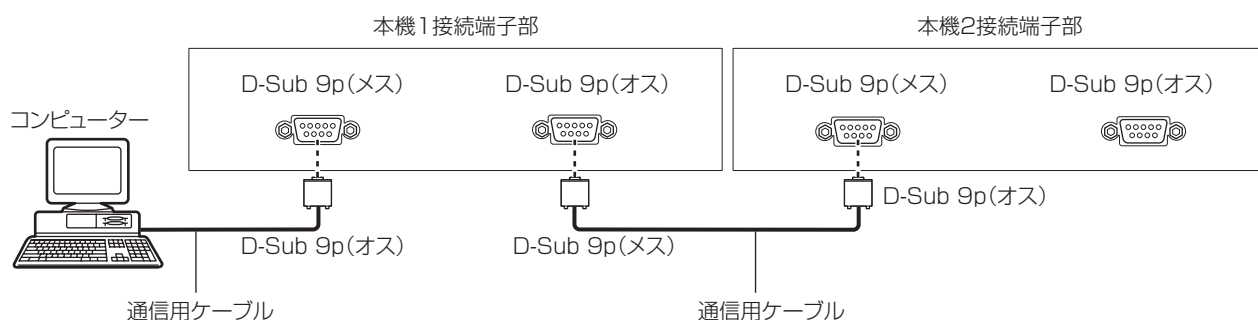 本機1接続端子部
本機2接続端子部
D-Sub 9p(メス)
D-Sub 9p(オス)
D-Sub 9p(メス)
D-Sub 9p(オス)
コンピューター
D-Sub 9p(オス)
D-Sub 9p(メス)
D-Sub 9p(オス)
通信用ケーブル
通信用ケーブル